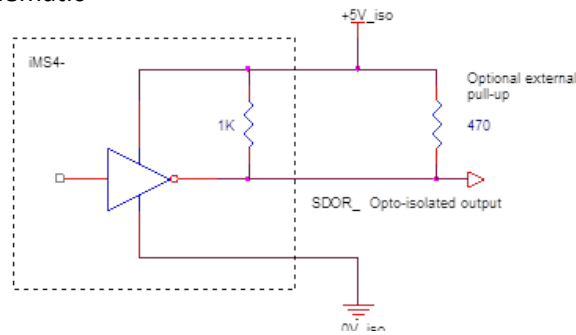 +5V_iso
iMS4-
Optional external
pull-up
1K
470
SDOR_ Opto-isolated output
0V_iso